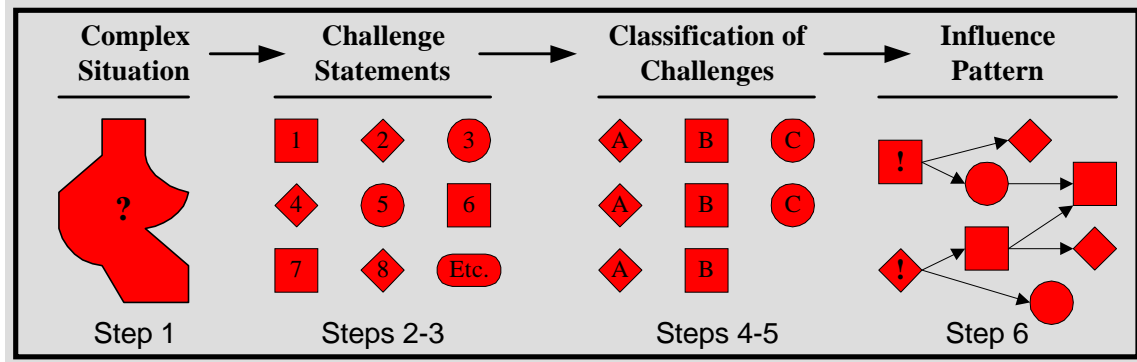 Complex
Situation
Challenge
Statements
Classification of
Challenges
Influence
Pattern
?
1 2 3
4 5 6
7 8 Etc.
A B C
A B C
A B
!
!
Step 1
Steps 2-3
Steps 4-5
Step 6